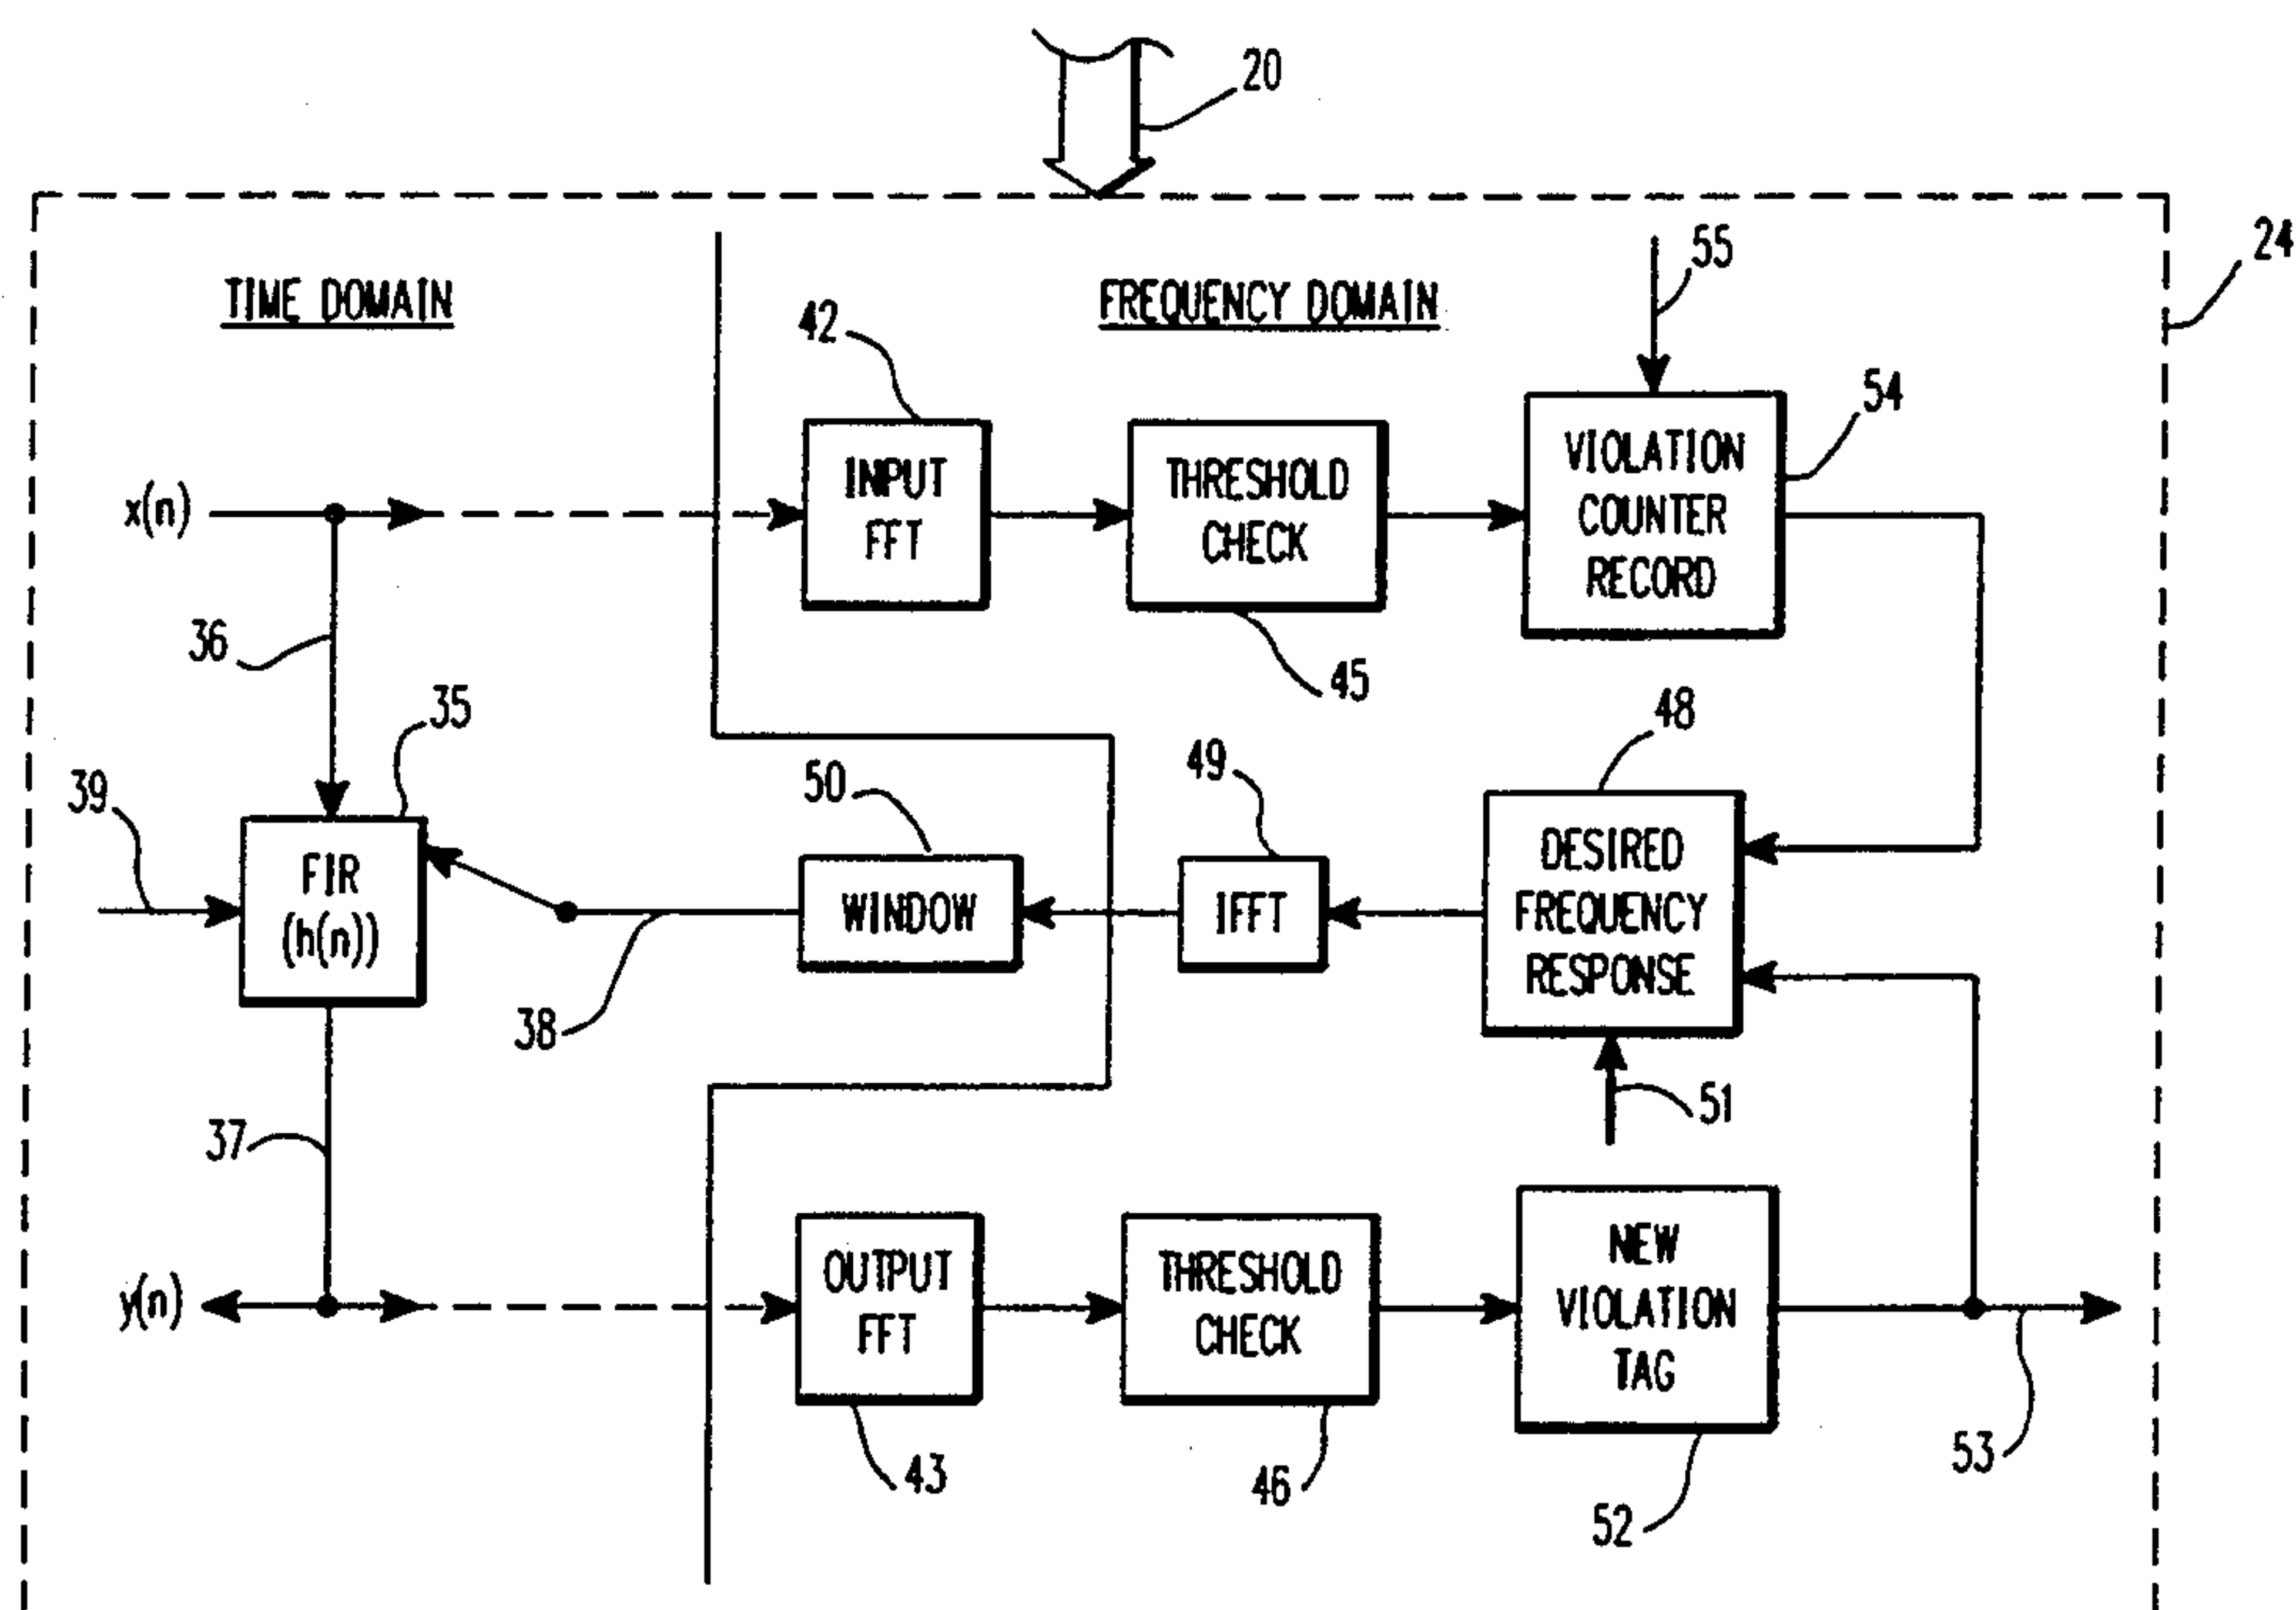 20
24
TIME DOMAIN
FREQUENCY DOMAIN
55
42
54
x(n)
INPUT
FFT
THRESHOLD
CHECK
VIOLATION
COUNTER
RECORD
36
45
35
48
39
50
49
FIR
(h(n))
WINDOW
IFFT
DESIRED
FREQUENCY
RESPONSE
38
51
37
y(n)
OUTPUT
FFT
THRESHOLD
CHECK
NEW
VIOLATION
TAG
43
46
52
53